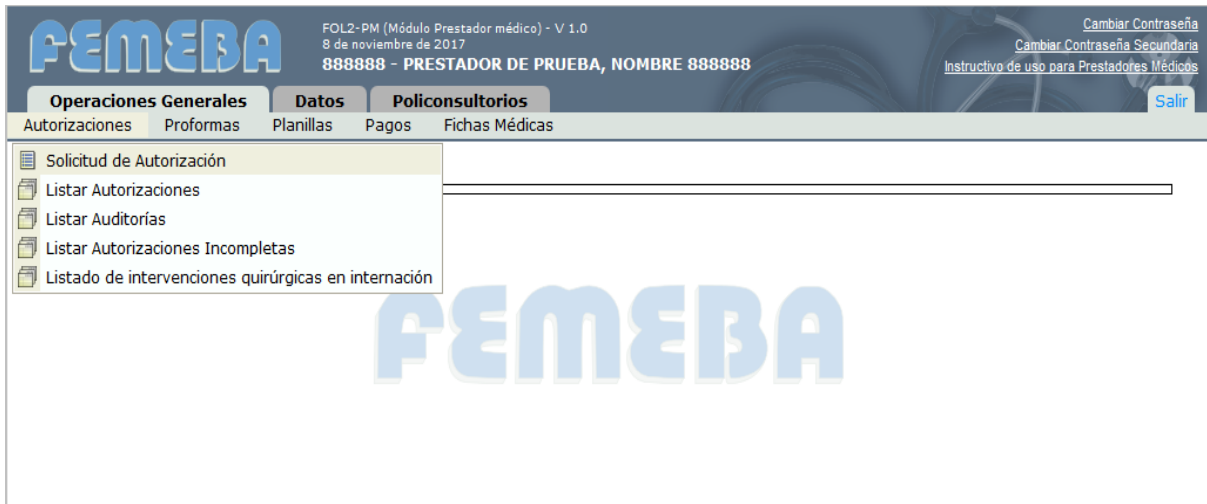 FEMEBA
FOL2-PM (Módulo Prestador médico) - V 1.0
8 de noviembre de 2017
888888 - PRESTADOR DE PRUEBA, NOMBRE 888888
Cambiar Contraseña
Cambiar Contraseña Secundaria
Instructivo de uso para Prestadores Médicos
Operaciones Generales Datos Policonsultorios Salir
Autorizaciones Proformas Planillas Pagos Fichas Médicas
Solicitud de Autorización
Listar Autorizaciones
Listar Auditorías
Listar Autorizaciones Incompletas
Listado de intervenciones quirúrgicas en internación
FEMEBA